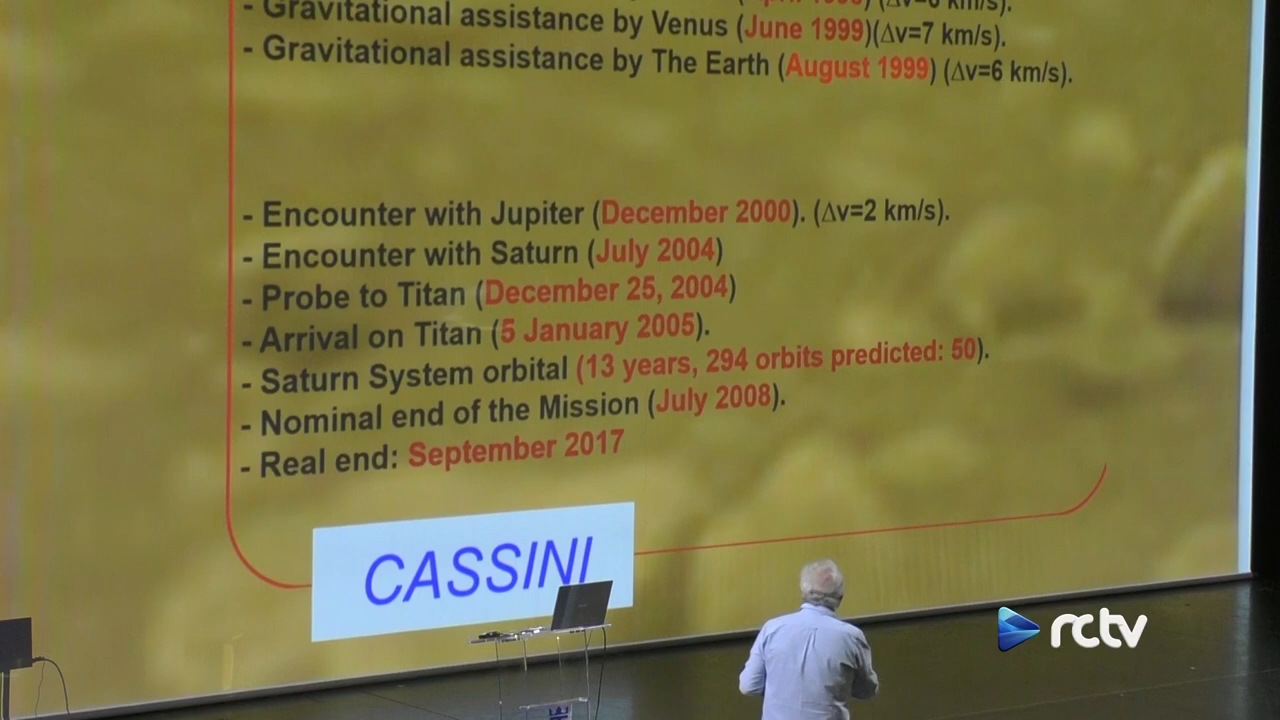 - Gravitational assistance by
- Gravitational assistance by Venus (June 1999)(Δv=7 km/s).
- Gravitational assistance by The Earth (August 1999) (Δv=6 km/s).
- Encounter with Jupiter (December 2000). (Δv=2 km/s).
- Encounter with Saturn (July 2004)
- Probe to Titan (December 25, 2004)
- Arrival on Titan (5 January 2005).
- Saturn System orbital (13 years, 294 orbits predicted: 50).
- Nominal end of the Mission (July 2008).
- Real end: September 2017
CASSINI
rctv